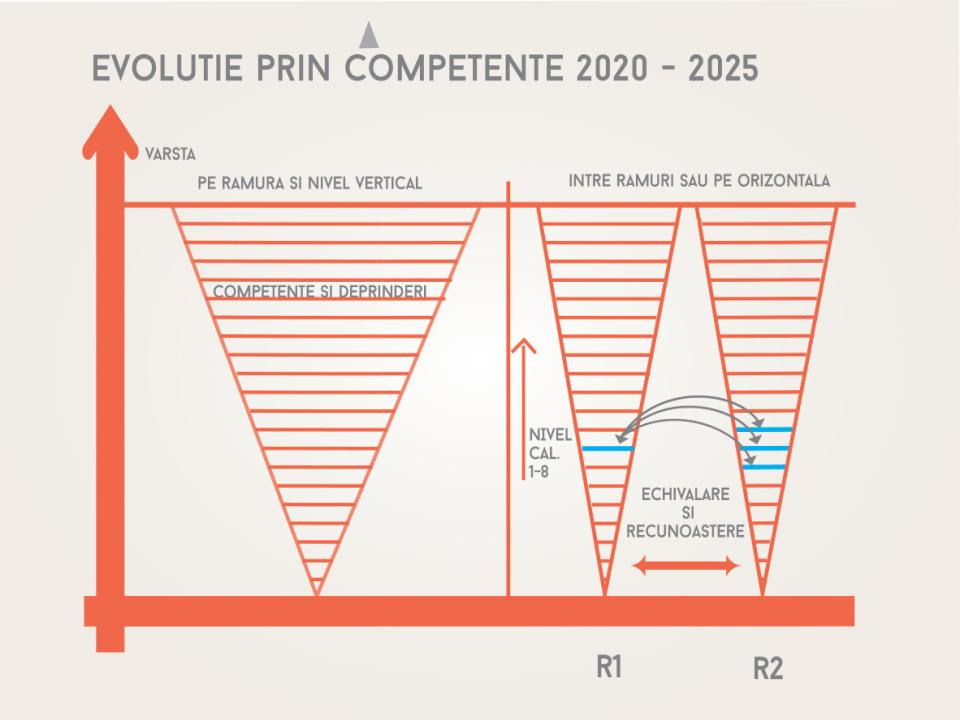 EVOLUTIE PRIN COMPETENTE 2020 - 2025
VARSTA
PE RAMURA SI NIVEL VERTICAL
INTRE RAMURI SAU PE ORIZONTALA
COMPETENTE SI DEPRINDERI
NIVEL
CAL.
1-8
ECHIVALARE
SI
RECUNOASTERE
R1
R2